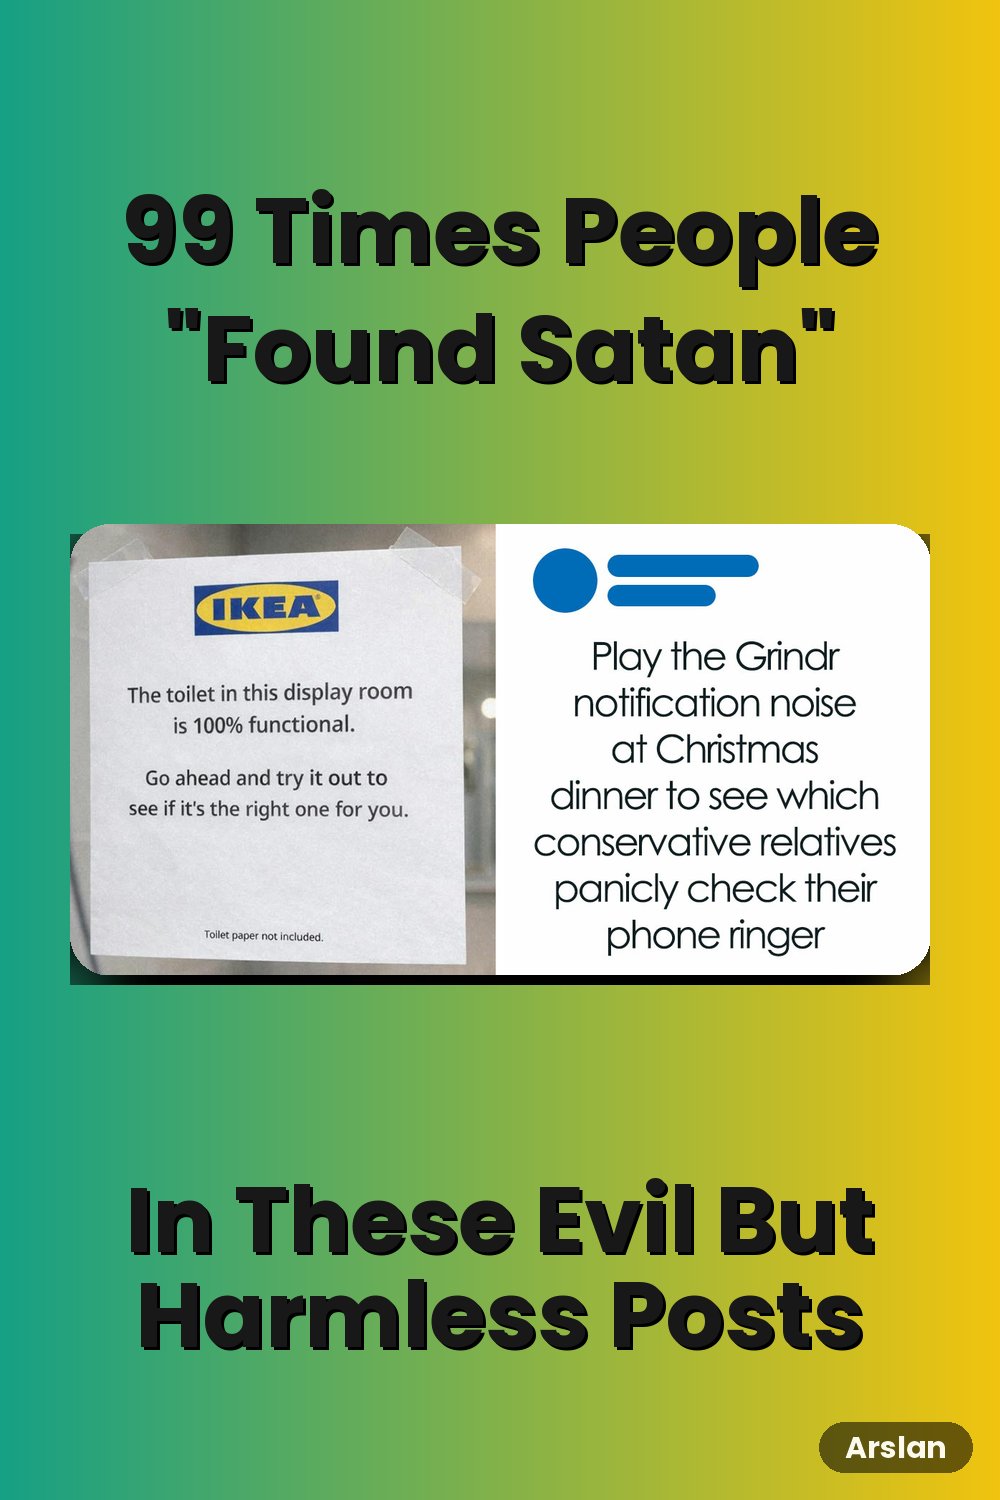 99 Times People
"Found Satan"
IKEA®
The toilet in this display room
is 100% functional.
Go ahead and try it out to
see if it's the right one for you.
Toilet paper not included.
Play the Grindr
notification noise
at Christmas
dinner to see which
conservative relatives
panicly check their
phone ringer
In These Evil But
Harmless Posts
Arslan